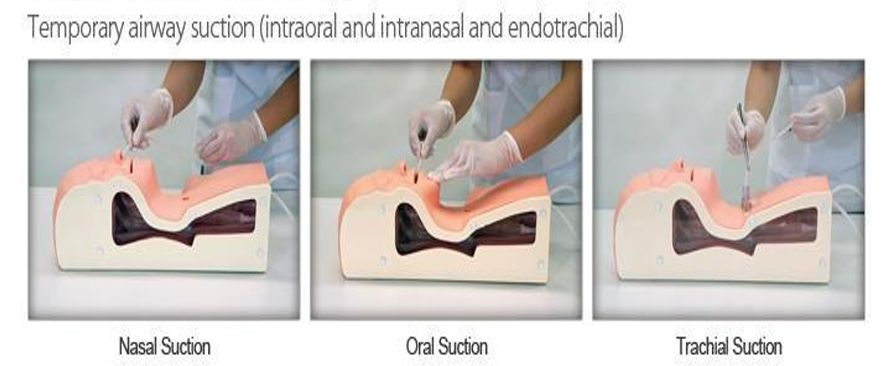 Temporary airway suction (intraoral and intranasal and endotrachial)
Nasal Suction
Oral Suction
Trachial Suction